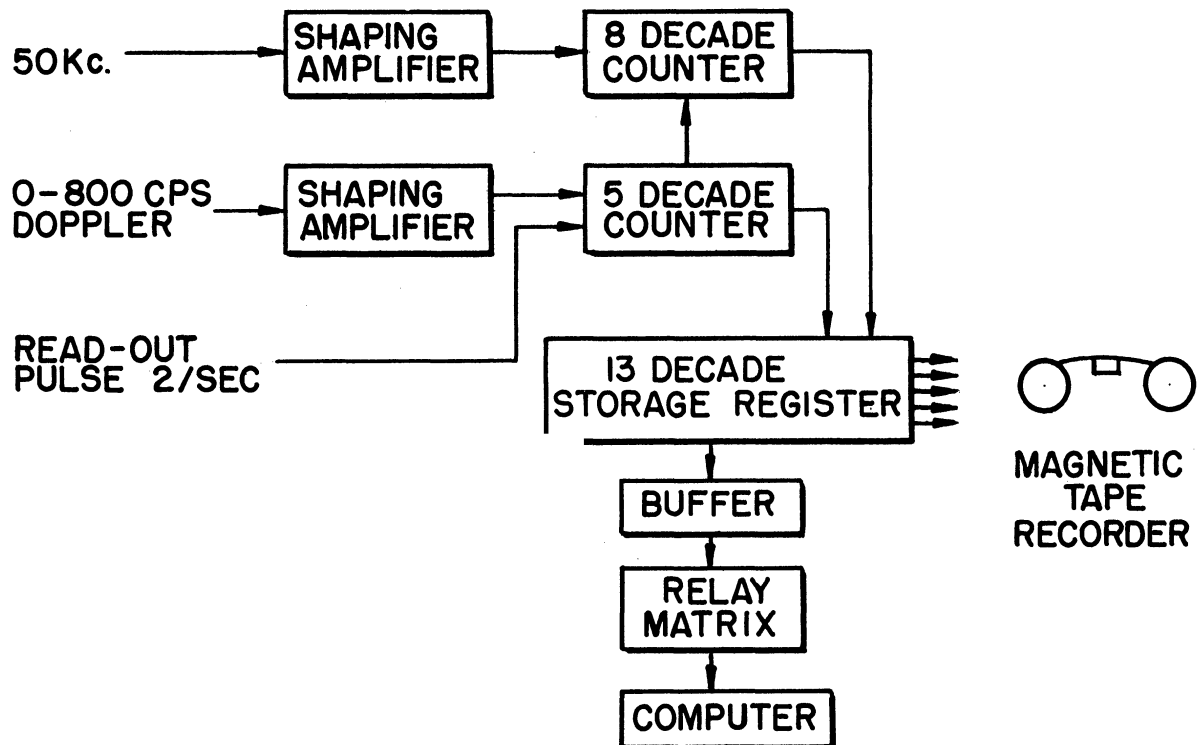 50Kc.
SHAPING
AMPLIFIER
8 DECADE
COUNTER
0-800 CPS
DOPPLER
SHAPING
AMPLIFIER
5 DECADE
COUNTER
READ-OUT
PULSE 2/SEC
13 DECADE
STORAGE REGISTER
MAGNETIC
TAPE
RECORDER
BUFFER
RELAY
MATRIX
COMPUTER